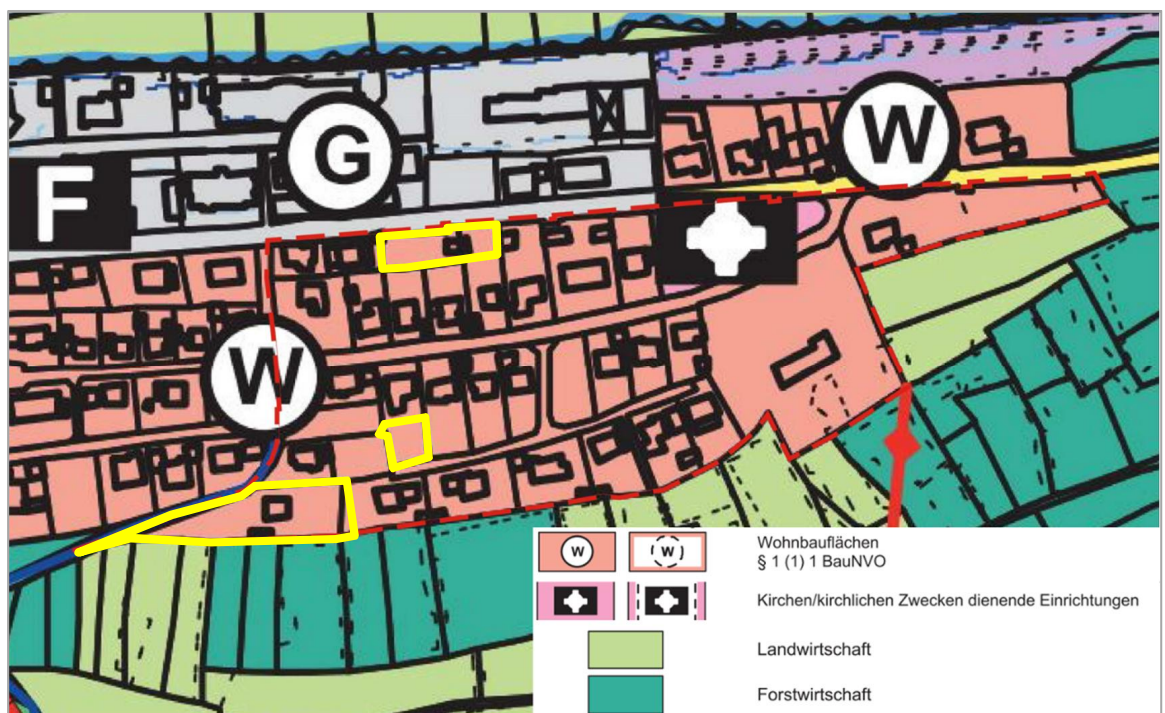 W
G
F
W
W
W
Wohnbauflächen
§ 1 (1) 1 BauNVO
Kirchen/kirchlichen Zwecken dienende Einrichtungen
Landwirtschaft
Forstwirtschaft